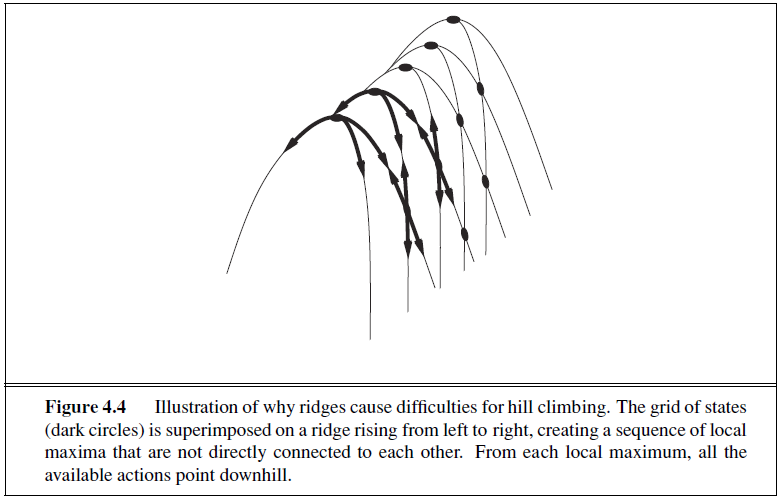 Figure 4.4 Illustration of why ridges cause difficulties for hill climbing. The grid of states
(dark circles) is superimposed on a ridge rising from left to right, creating a sequence of local
maxima that are not directly connected to each other. From each local maximum, all the
available actions point downhill.